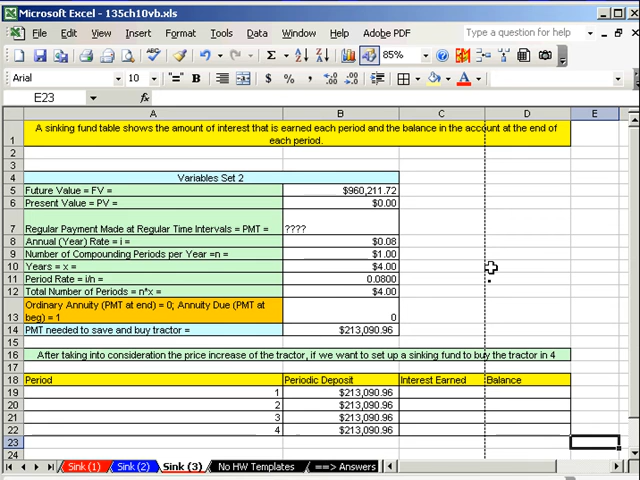 Microsoft Excel - 135ch10vb.xls
File Edit View Insert Format Tools Data Window Help Adobe PDF Type a question for help
85%
Arial 10 B
E23 fx
A B C D E
1 A sinking fund table shows the amount of interest that is earned each period and the balance in the account at the end of
each period.
2
3
4 Variables Set 2
5 Future Value = FV = $960,211.72
6 Present Value = PV = $0.00
7 Regular Payment Made at Regular Time Intervals = PMT = ????
8 Annual (Year) Rate = i = $0.08
9 Number of Compounding Periods per Year =n = $1.00
10 Years = x = $4.00
11 Period Rate = i/n = 0.0800
12 Total Number of Periods = n*x = $4.00
Ordinary Annuity (PMT at end) = 0; Annuity Due (PMT at
13 beg) = 1 0
14 PMT needed to save and buy tractor = $213,090.96
15
16 After taking into consideration the price increase of the tractor, if we want to set up a sinking fund to buy the tractor in 4
17
18 Period Periodic Deposit Interest Earned Balance
19 1 $213,090.96
20 2 $213,090.96
21 3 $213,090.96
22 4 $213,090.96
23
24
Sink (1) Sink (2) Sink (3) No HW Templates ==> Answers